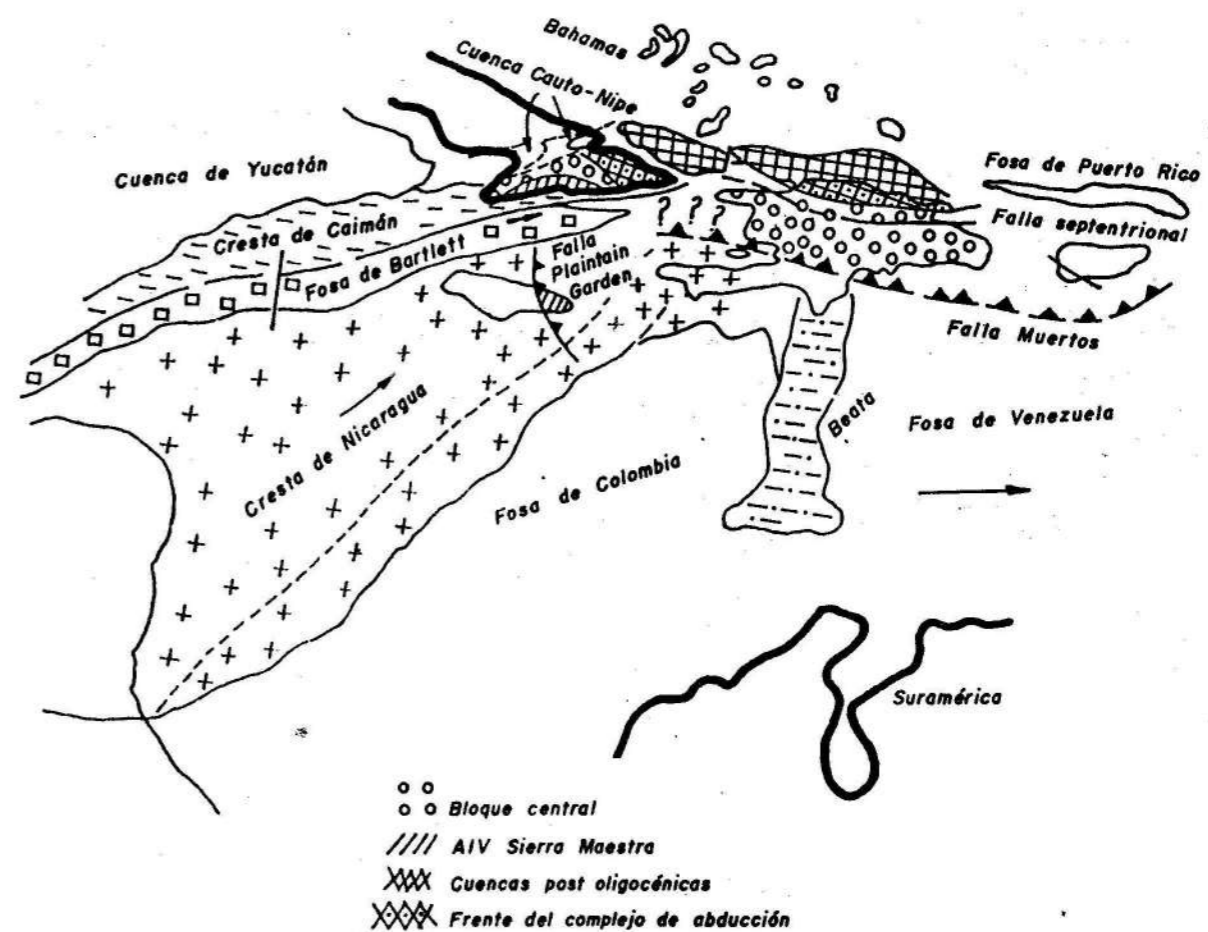 Bahamas
Cuenca Cauto-Nipe
Cuenca de Yucatán
Fosa de Puerto Rico
Cresta de Caimán
Falla septentrional
? ? ?
Fosa de Bartlett
Falla
Plaintain
Garden
Falla Muertos
Cresta de Nicaragua
Beata
Fosa de Venezuela
Fosa de Colombia
Suramérica
Bloque central
AIV Sierra Maestra
Cuencas post oligocénicas
Frente del complejo de abducción